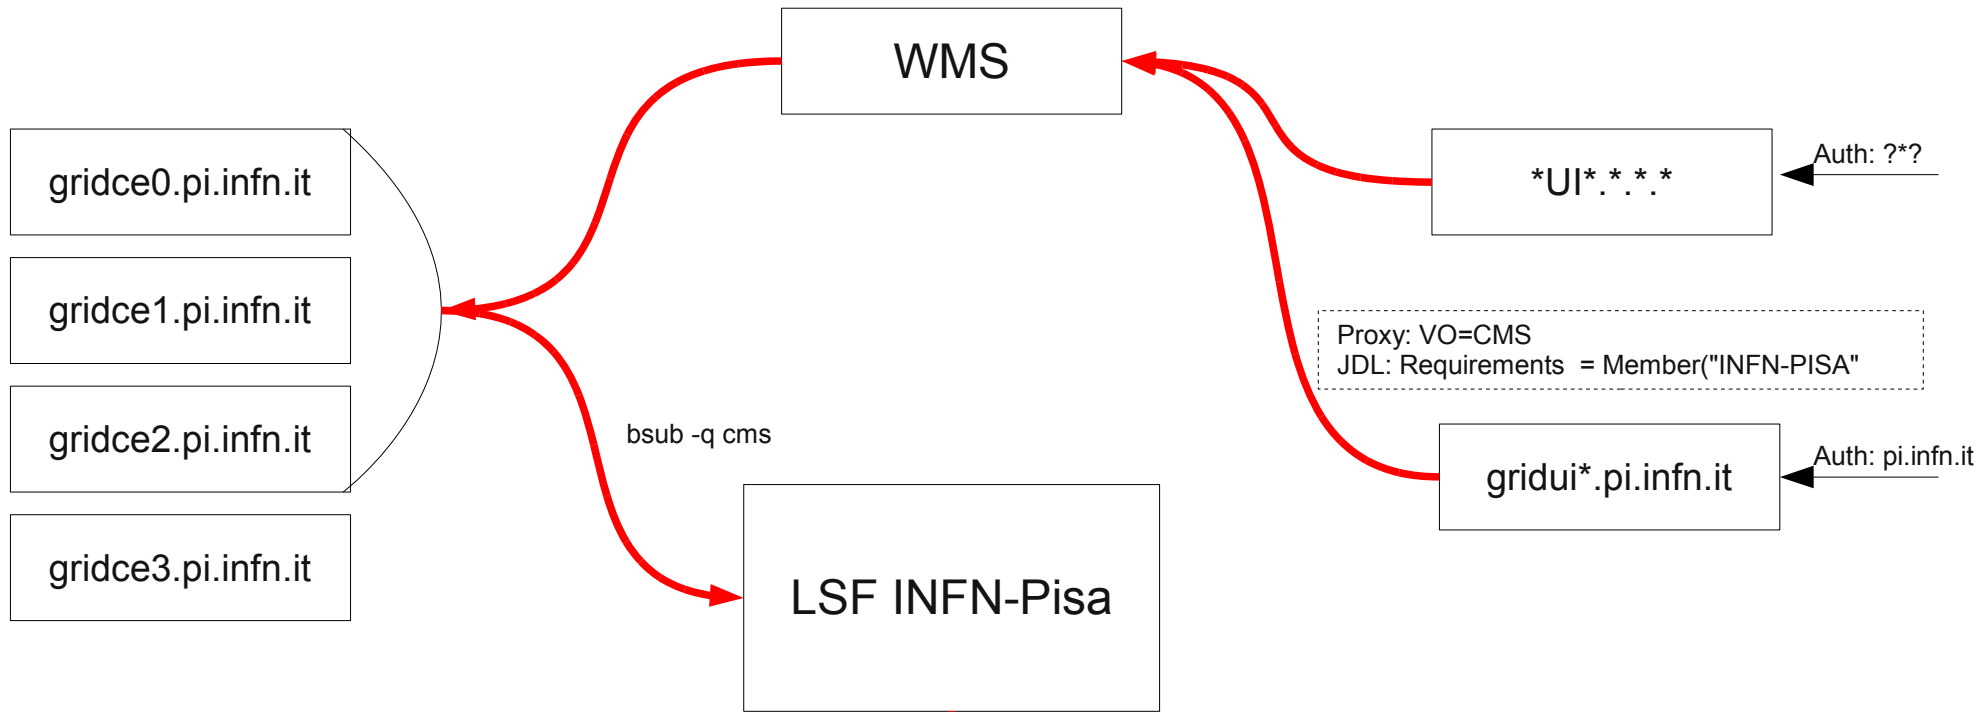 WMS
gridce0.pi.infn.it
gridce1.pi.infn.it
gridce2.pi.infn.it
gridce3.pi.infn.it
bsub -q cms
LSF INFN-Pisa
*UI*.*.*.*
Auth: ?*?
Proxy: VO=CMS
JDL: Requirements  = Member("INFN-PISA"
gridui*.pi.infn.it
Auth: pi.infn.it